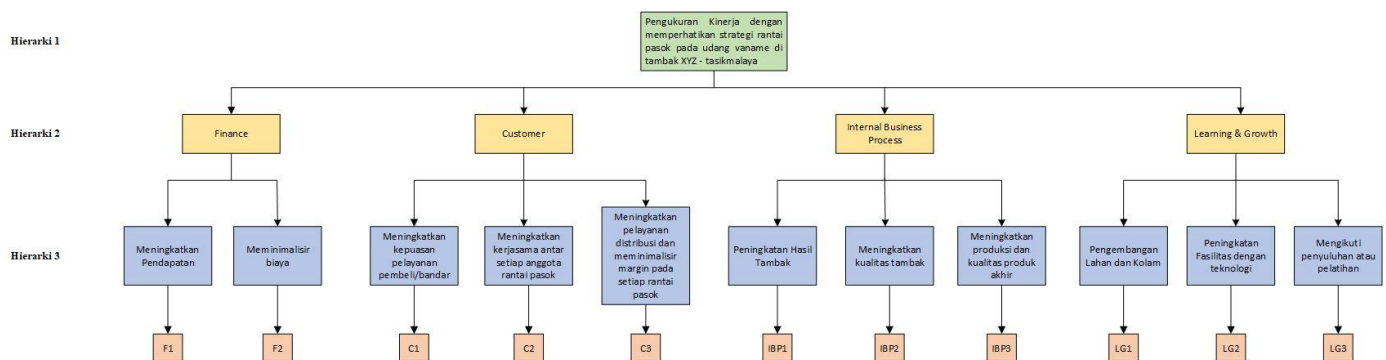 Hierarki 1
Pengukuran Kinerja dengan
memperhatikan strategi rantai
pasok pada udang vaname di
tambak XYZ - tasikmalaya
Hierarki 2
Finance
Customer
Internal Business
Process
Learning & Growth
Hierarki 3
Meningkatkan
Pendapatan
Meminimalisir
biaya
Meningkatkan
kepuasan
pelayanan
pembeli/bandar
Meningkatkan
kerjasama antar
setiap anggota
rantai pasok
Meningkatkan
pelayanan
distribusi dan
meminimalisir
margin pada
setiap rantai
pasok
Peningkatan Hasil
Tambak
Meningkatkan
kualitas tambak
Meningkatkan
produksi dan
kualitas produk
akhir
Pengembangan
Lahan dan Kolam
Peningkatan
Fasilitas dengan
teknologi
Mengikuti
penyuluhan atau
pelatihan
F1
F2
C1
C2
C3
IBP1
IBP2
IBP3
LG1
LG2
LG3